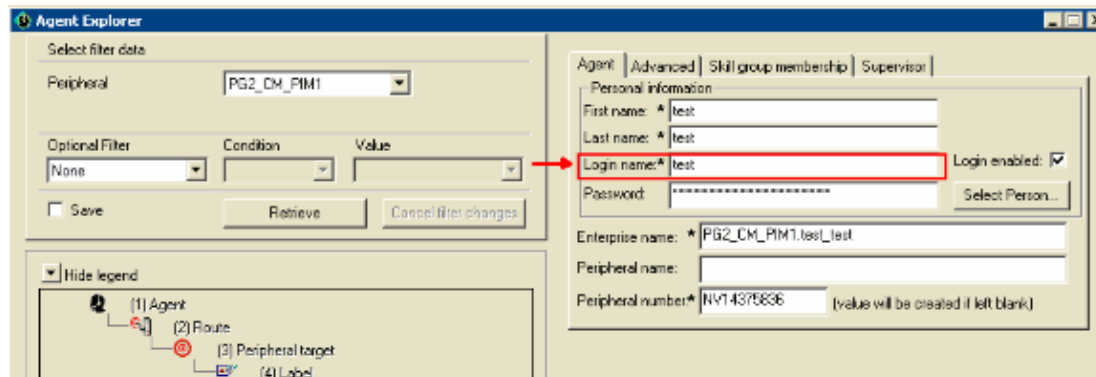 Agent Explorer
Select filter data
Peripheral PG2_CM_PIM1
Optional Filter Condition Value
None
Save Retrieve Cancel filter changes
Hide legend
(1) Agent
(2) Route
(3) Peripheral target
(4) Label
Agent Advanced Skill group membership Supervisor
Personal information
First name: * test
Last name: * test
Login name:* test Login enabled:
Password: ********************** Select Person...
Enterprise name: * PG2_CM_PIM1.test_test
Peripheral name:
Peripheral number:* NV14375836 (value will be created if left blank)